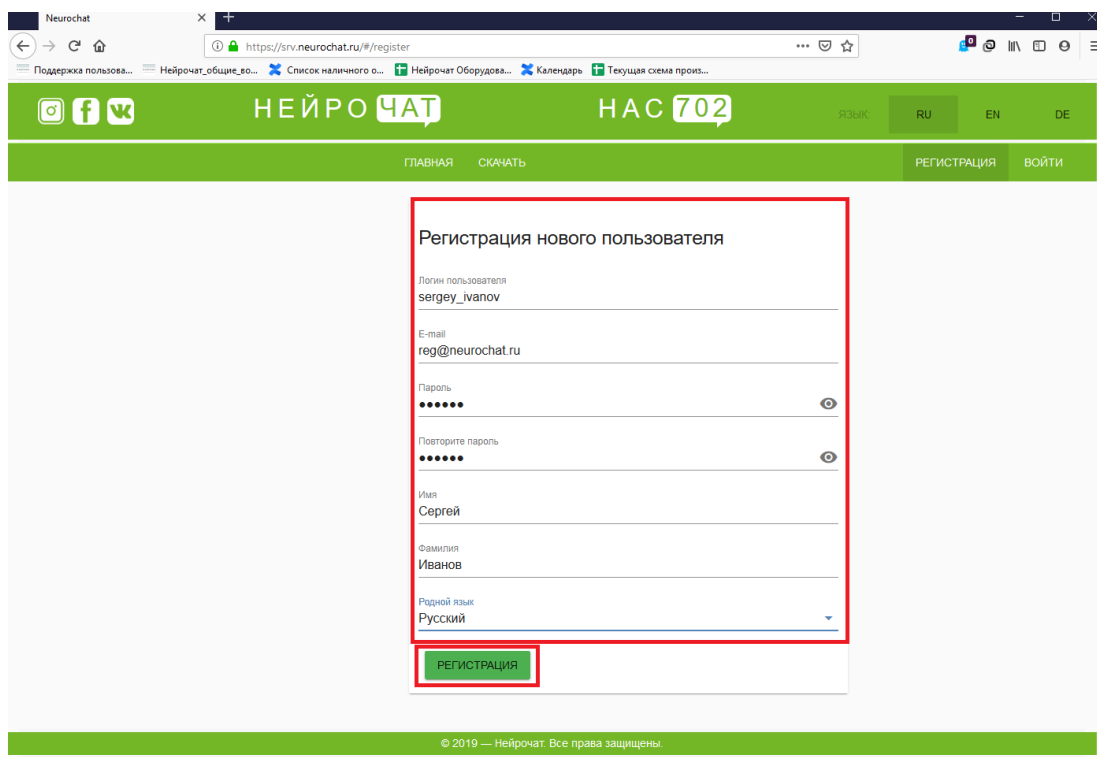 Neurochat
https://srv.neurochat.ru/#/register
Поддержка пользова... Нейрочат_общие_во... Список наличного о... Нейрочат Оборудова... Календарь Текущая схема произ...
НЕЙРО ЧАТ НАС 702 ЯЗЫК: RU EN DE
ГЛАВНАЯ СКАЧАТЬ РЕГИСТРАЦИЯ ВОЙТИ
Регистрация нового пользователя
Логин пользователя
sergey_ivanov
E-mail
reg@neurochat.ru
Пароль
••••••
Повторите пароль
••••••
Имя
Сергей
Фамилия
Иванов
Родной язык
Русский
РЕГИСТРАЦИЯ
© 2019 — Нейрочат. Все права защищены.